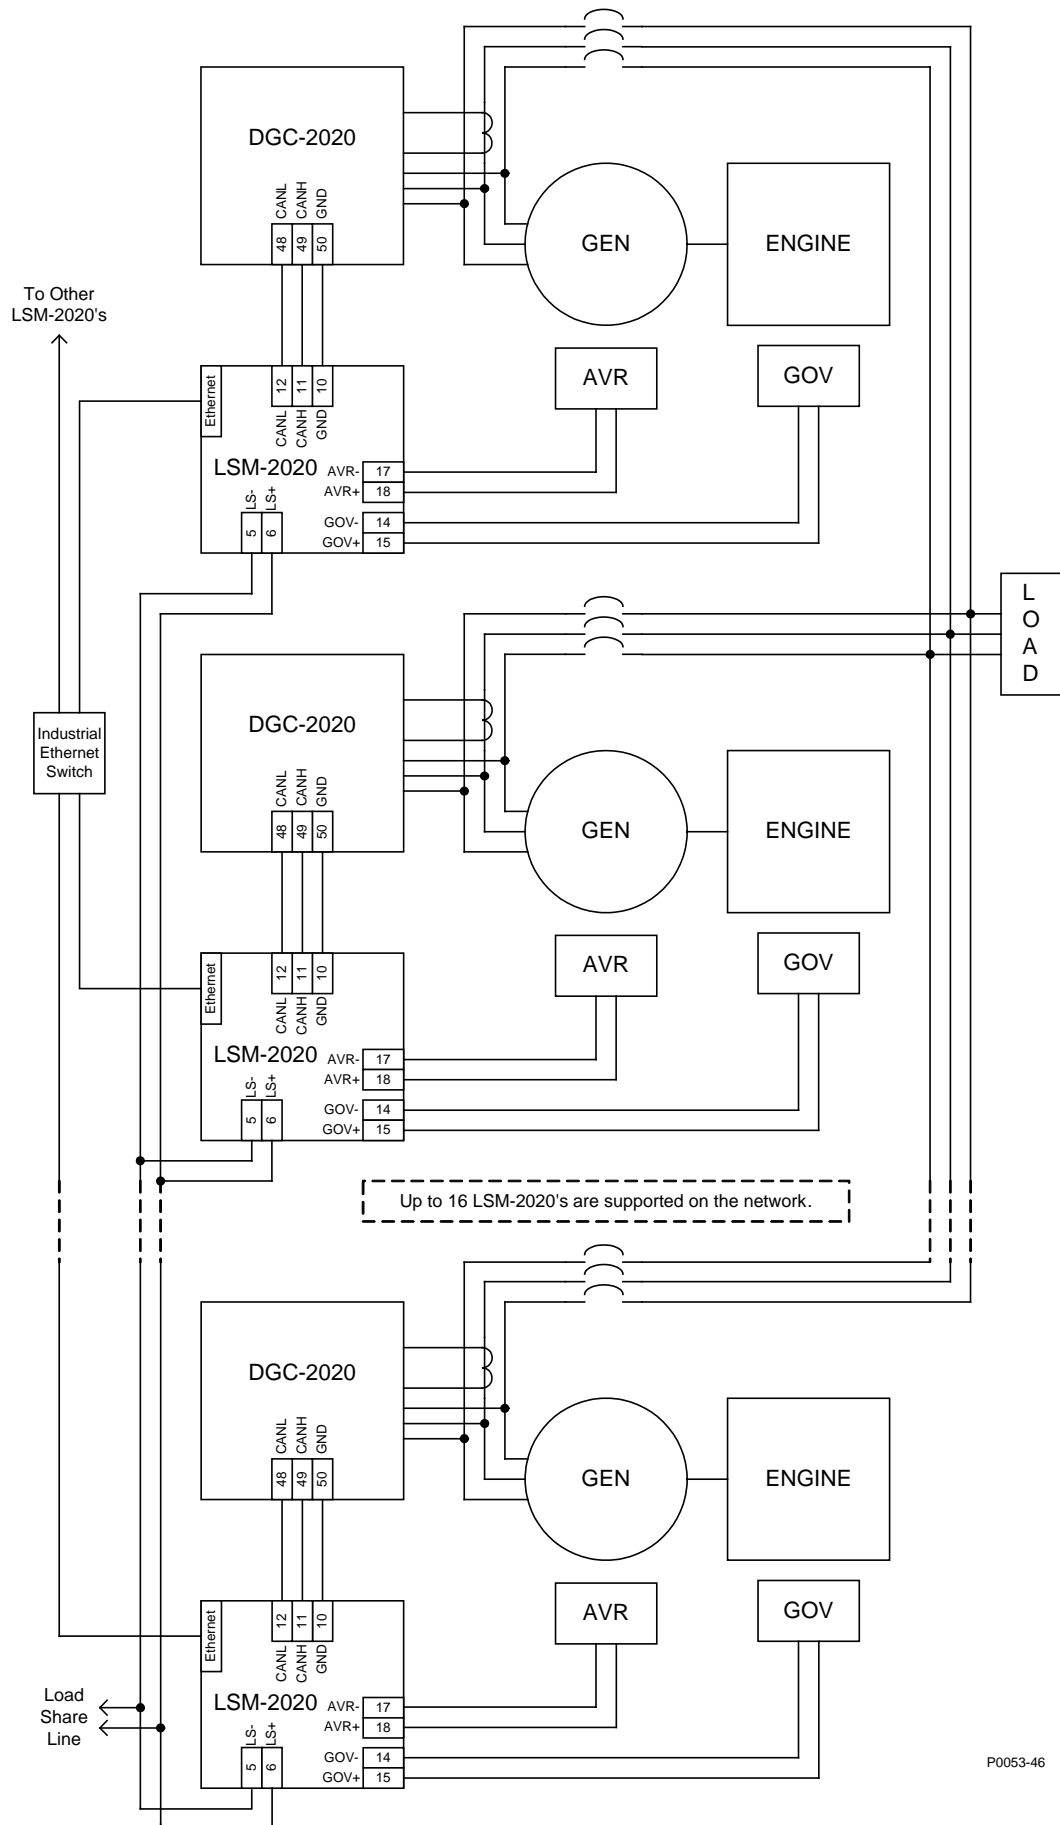 DGC-2020
CANL
CANH
GND
48
49
50
GEN
ENGINE
To Other
LSM-2020's
AVR
GOV
Ethernet
12
11
10
CANL
CANH
GND
LSM-2020
AVR- 17
AVR+ 18
LS-
LS+
5
6
GOV- 14
GOV+ 15
L
O
A
D
DGC-2020
Industrial
Ethernet
Switch
CANL
CANH
GND
48
49
50
GEN
ENGINE
AVR
GOV
Ethernet
12
11
10
CANL
CANH
GND
LSM-2020
AVR- 17
AVR+ 18
LS-
LS+
5
6
GOV- 14
GOV+ 15
Up to 16 LSM-2020's are supported on the network.
DGC-2020
CANL
CANH
GND
48
49
50
GEN
ENGINE
AVR
GOV
Ethernet
12
11
10
CANL
CANH
GND
LSM-2020
AVR- 17
AVR+ 18
Load
Share
Line
LS-
LS+
5
6
GOV- 14
GOV+ 15
P0053-46